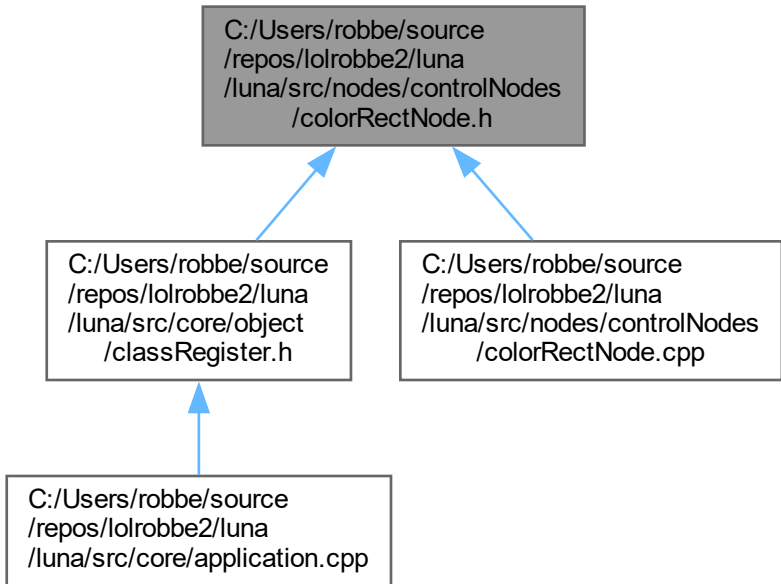 C:/Users/robbe/source
/repos/lolrobbe2/luna
/luna/src/nodes/controlNodes
/colorRectNode.h
C:/Users/robbe/source
/repos/lolrobbe2/luna
/luna/src/core/object
/classRegister.h
C:/Users/robbe/source
/repos/lolrobbe2/luna
/luna/src/nodes/controlNodes
/colorRectNode.cpp
C:/Users/robbe/source
/repos/lolrobbe2/luna
/luna/src/core/application.cpp